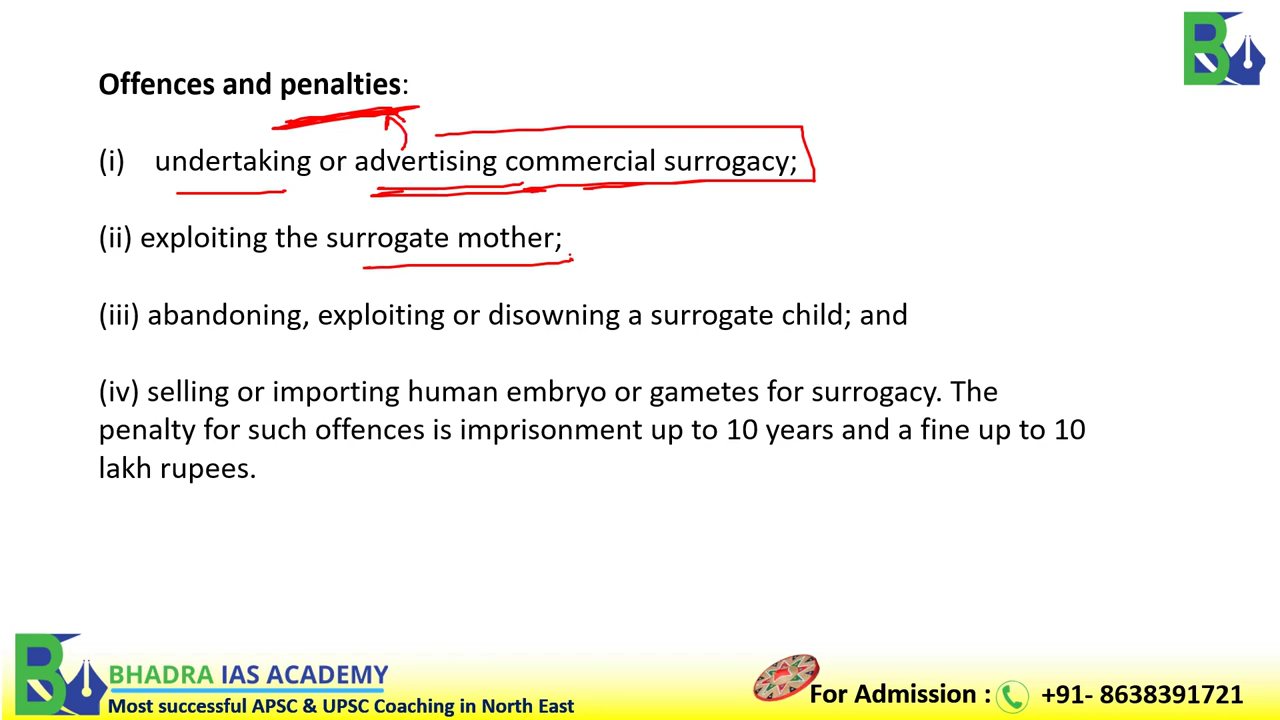 Offences and penalties:
(i) undertaking or advertising commercial surrogacy;
(ii) exploiting the surrogate mother;
(iii) abandoning, exploiting or disowning a surrogate child; and
(iv) selling or importing human embryo or gametes for surrogacy. The
penalty for such offences is imprisonment up to 10 years and a fine up to 10
lakh rupees.
BHADRA IAS ACADEMY
Most successful APSC & UPSC Coaching in North East
For Admission : +91- 8638391721